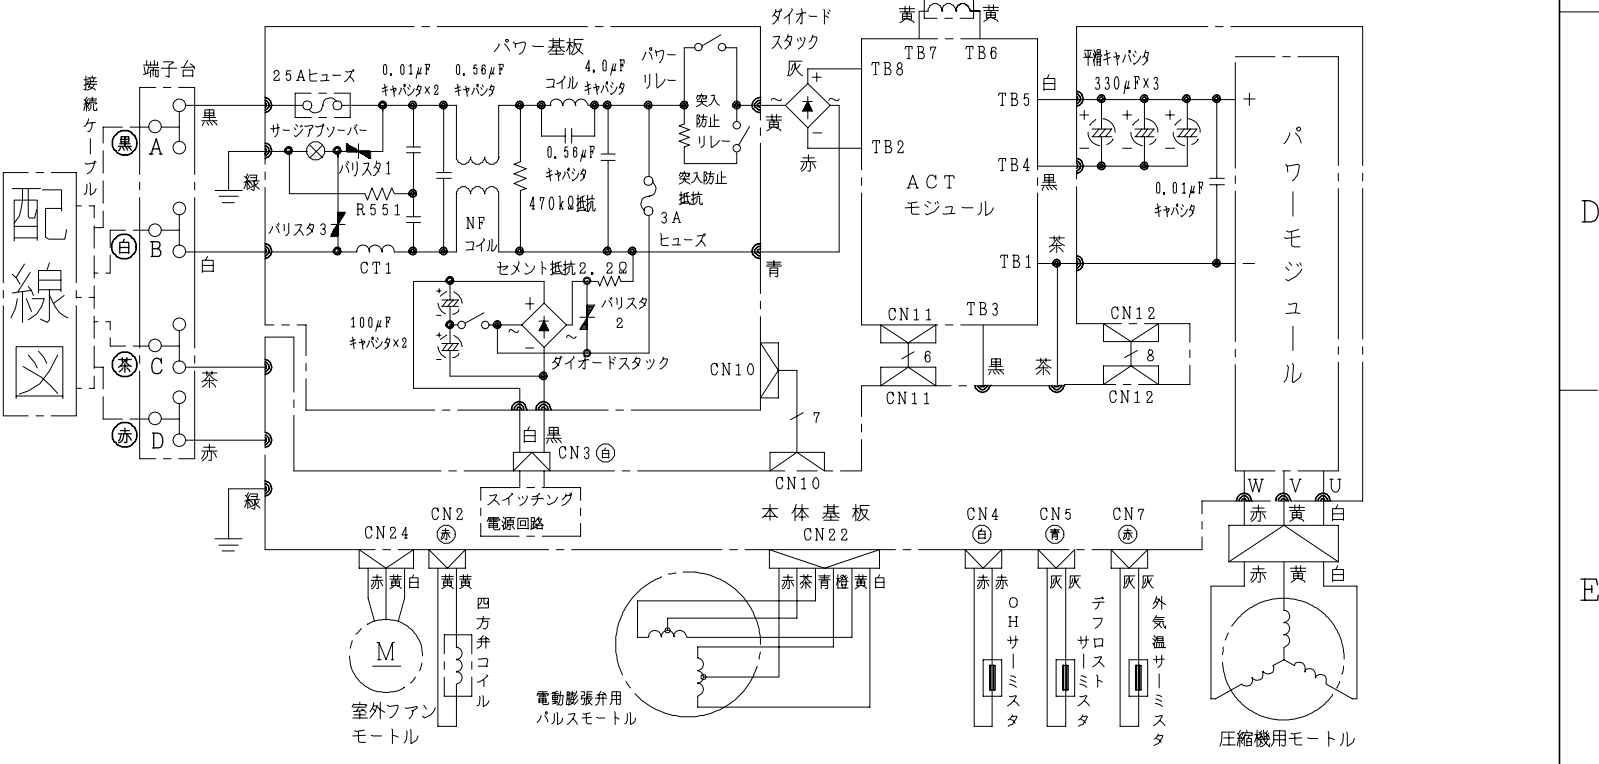 配線図
接続ケーブル
端子台
黒
A
白
B
茶
C
赤
D
黒
緑
白
茶
赤
緑
パワー基板
25Aヒューズ
サージアブソーバー
バリスタ1
R551
バリスタ3
CT1
0.01μF
キャパシタ×2
0.56μF
キャパシタ
NF
コイル
コイル
4.0μF
キャパシタ
0.56μF
キャパシタ
470kΩ抵抗
パワー
リレー
突入
防止
リレー
突入防止
抵抗
3A
ヒューズ
セメント抵抗2.2Ω
バリスタ
2
100μF
キャパシタ×2
ダイオードスタック
+
-
~
~
白
黒
CN3
白
スイッチング
電源回路
ダイオード
スタック
灰
+
~
~
-
黄
赤
青
黄
黄
TB7
TB6
TB8
TB5
TB2
TB4
ACT
モジュール
TB1
TB3
白
黒
茶
黒
茶
CN11
6
CN11
CN12
8
CN12
CN10
7
CN10
平滑キャパシタ
330μF×3
+
-
+
-
+
-
0.01μF
キャパシタ
+
-
パワーモジュール
W
V
U
赤
黄
白
赤
黄
白
圧縮機用モートル
本体基板
CN24
赤
黄
白
M
室外ファン
モートル
CN2
赤
黄
黄
四方弁コイル
CN22
赤
茶
青
橙
黄
白
電動膨張弁用
パルスモートル
CN4
白
赤
赤
OHサーミスタ
CN5
青
灰
灰
デフロスト
サーミスタ
CN7
赤
灰
灰
外気温サーミスタ
D
E